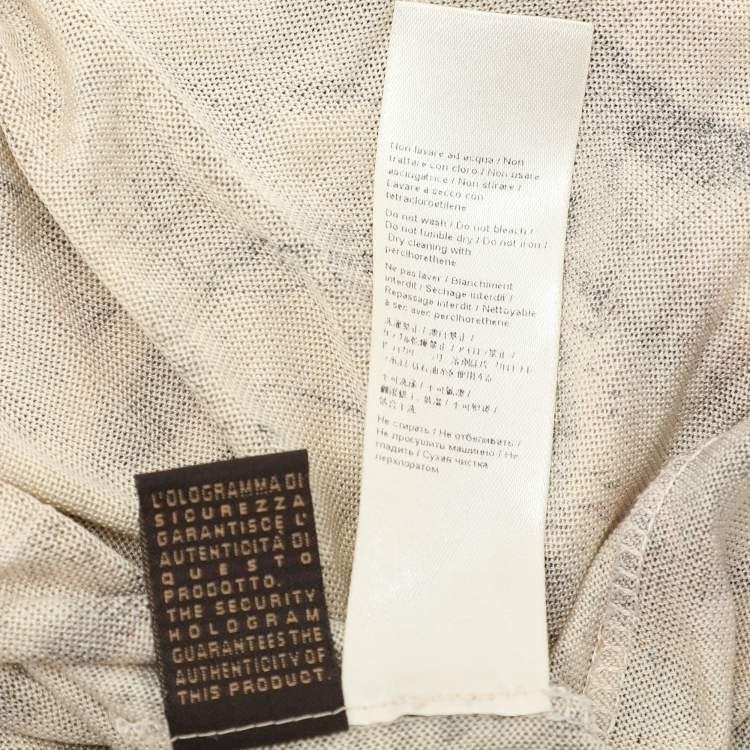 Non lavare ad acqua / Non
trattare con cloro / Non usare
asciugatrice / Non stirare /
Lavare a secco con
tetracloroetilene
Do not wash / Do not bleach /
Do not tumble dry / Do not iron /
Dry cleaning with
perclhorethene
Ne pas laver / Blanchiment
interdit / Séchage interdit /
Repassage interdit / Nettoyable
à sec avec perclhorethene
Не стирать / Не отбеливать /
Не просушить машинно / Не
гладить / Сухая чистка
перхлоратом
L'OLOGRAMMA DI
SICUREZZA
GARANTISCE L'
AUTENTICITÀ DI
QUESTO
PRODOTTO.
THE SECURITY
HOLOGRAM
GUARANTEES THE
AUTHENTICITY OF
THIS PRODUCT.